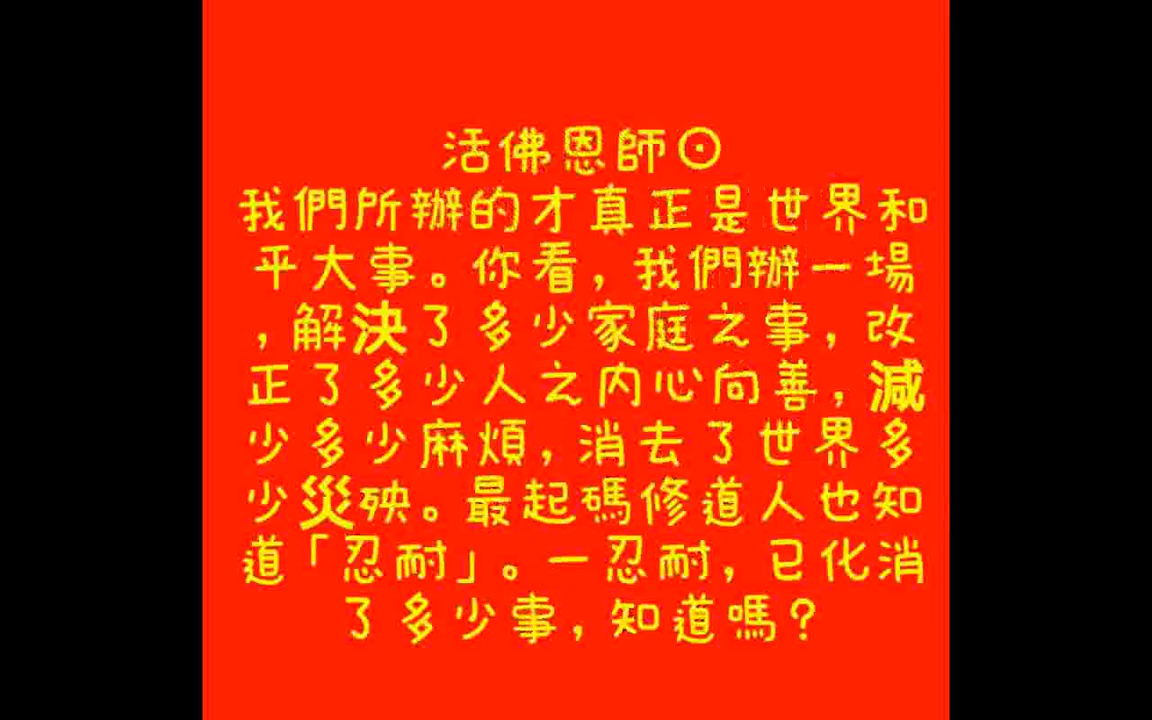 活佛恩師⊙
我們所辦的才真正是世界和
平大事。你看，我們辦一場
，解決了多少家庭之事，改
正了多少人之內心向善，減
少多少麻煩，消去了世界多
少災殃。最起碼修道人也知
道「忍耐」。一忍耐，已化消
了多少事，知道嗎？